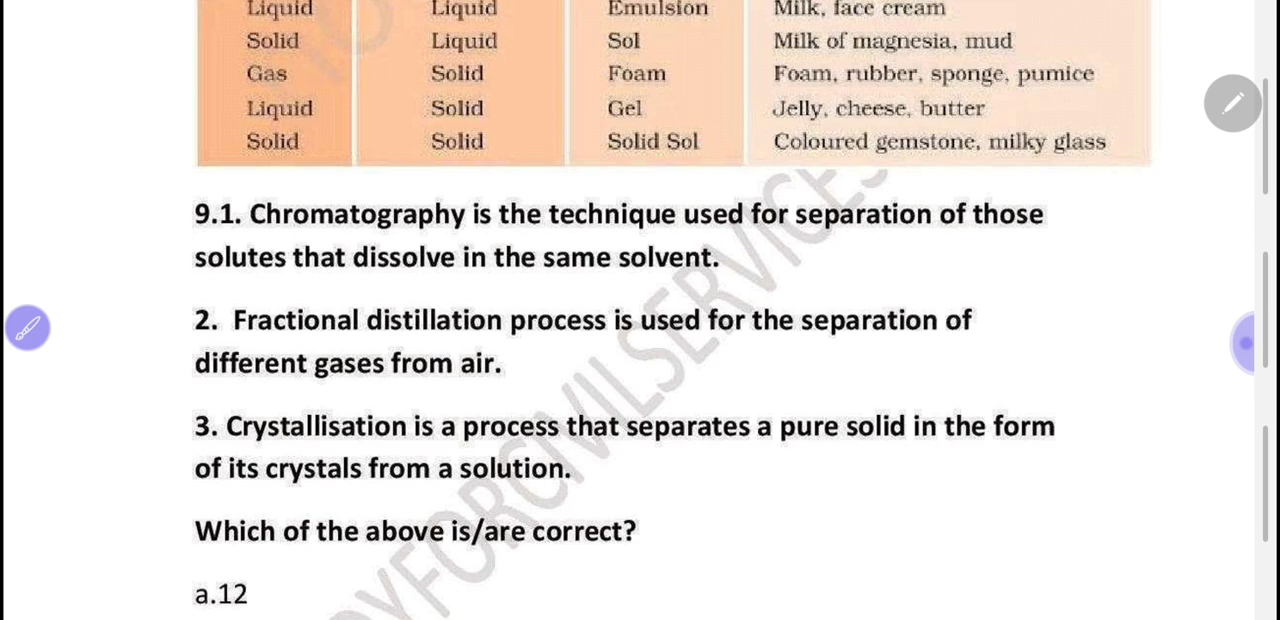 Liquid Liquid Emulsion Milk, face cream
Solid Liquid Sol Milk of magnesia, mud
Gas Solid Foam Foam, rubber, sponge, pumice
Liquid Solid Gel Jelly, cheese, butter
Solid Solid Solid Sol Coloured gemstone, milky glass
9.1. Chromatography is the technique used for separation of those
solutes that dissolve in the same solvent.
2. Fractional distillation process is used for the separation of
different gases from air.
3. Crystallisation is a process that separates a pure solid in the form
of its crystals from a solution.
Which of the above is/are correct?
a.12